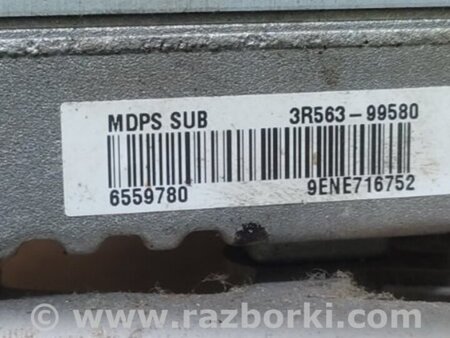 MDPS SUB 3R563-99580
6559780 9ENE716752
www.razborki.com